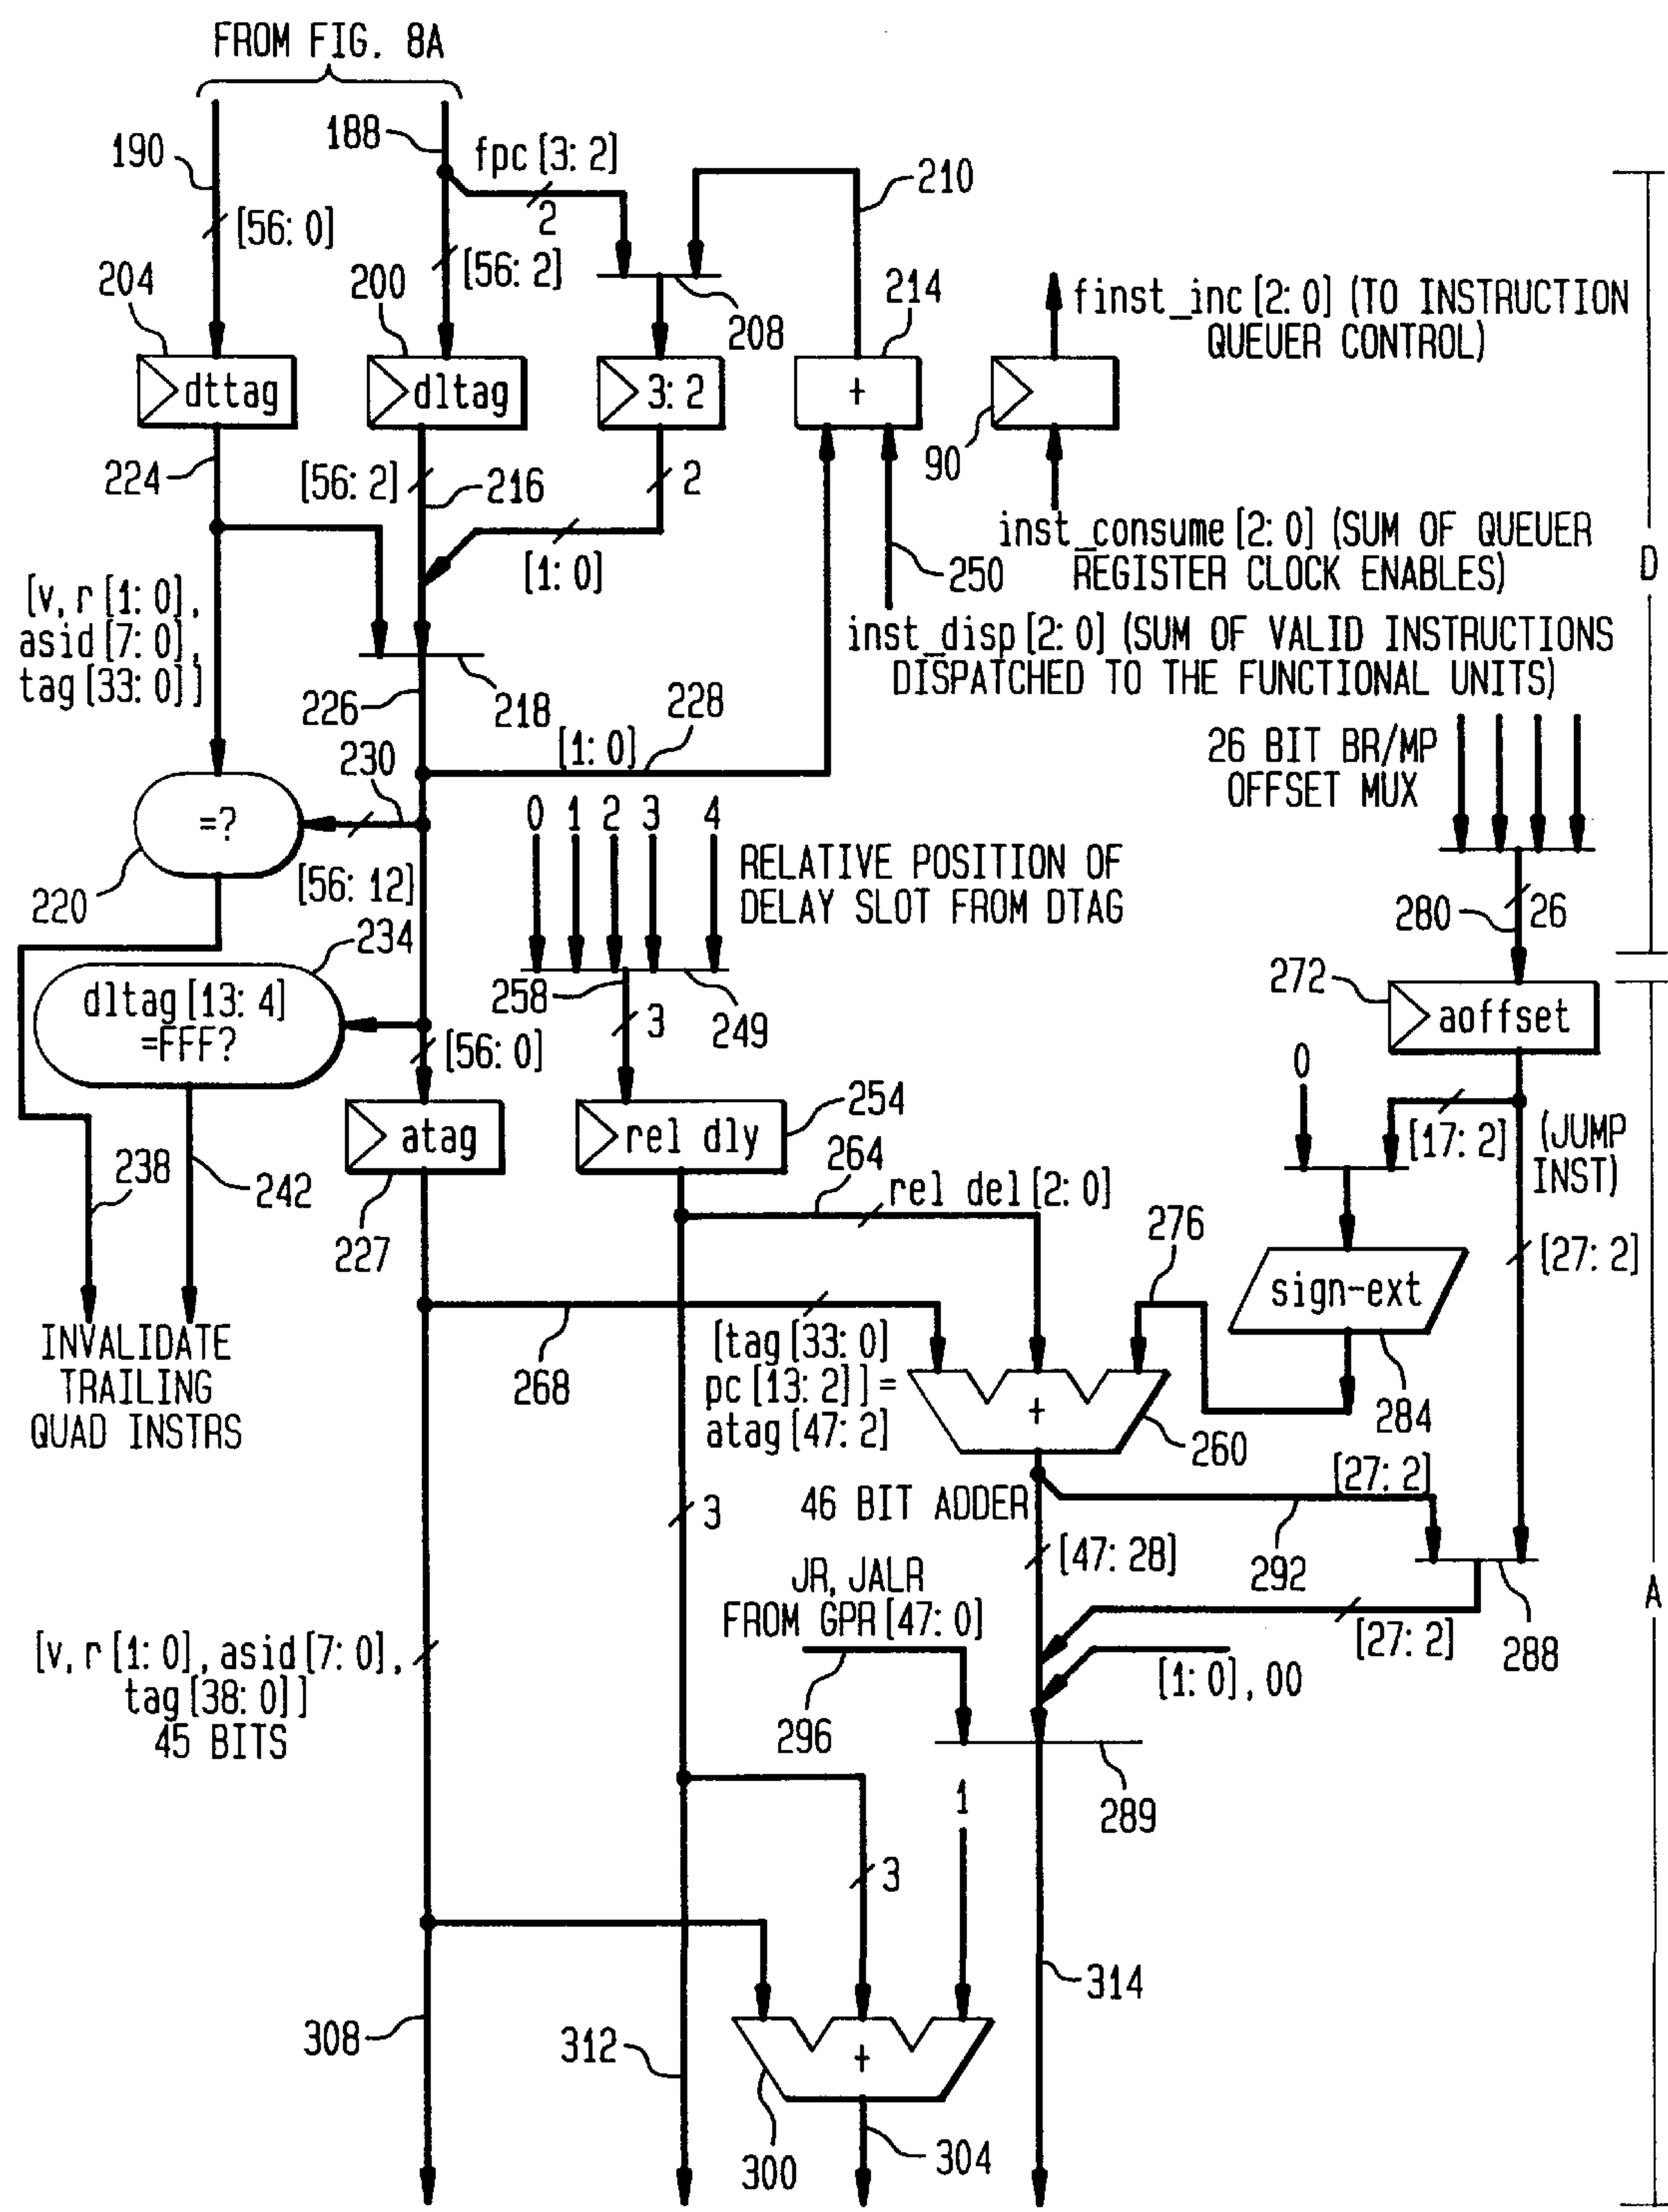 FROM FIG. 8A
190
188
fpc [3: 2]
2
210
[56: 0]
[56: 2]
204
200
208
214
finst_inc [2: 0] (TO INSTRUCTION
QUEUER CONTROL)
dttag
dltag
3: 2
+
90
224
[56: 2]
216
2
[1: 0]
250
inst_consume [2: 0] (SUM OF QUEUER
REGISTER CLOCK ENABLES)
D
[v, r [1: 0],
asid [7: 0],
tag [33: 0]]
inst_disp [2: 0] (SUM OF VALID INSTRUCTIONS
DISPATCHED TO THE FUNCTIONAL UNITS)
226
218
228
230
[1: 0]
26 BIT BR/MP
OFFSET MUX
=?
220
[56: 12]
0
1
2
3
4
RELATIVE POSITION OF
DELAY SLOT FROM DTAG
280
26
234
dltag [13: 4]
=FFF?
258
3
249
272
aoffset
[56: 0]
0
atag
rel dly
254
[17: 2]
(JUMP
INST)
238
242
227
264
rel del [2: 0]
276
[27: 2]
sign-ext
284
INVALIDATE
TRAILING
QUAD INSTRS
268
[tag [33: 0]
pc [13: 2]] =
atag [47: 2]
+
260
[27: 2]
3
46 BIT ADDER
[47: 28]
292
288
JR, JALR
FROM GPR [47: 0]
[27: 2]
[1: 0], 00
A
[v, r [1: 0], asid [7: 0],
tag [38: 0]]
45 BITS
296
289
1
3
314
308
312
+
300
304